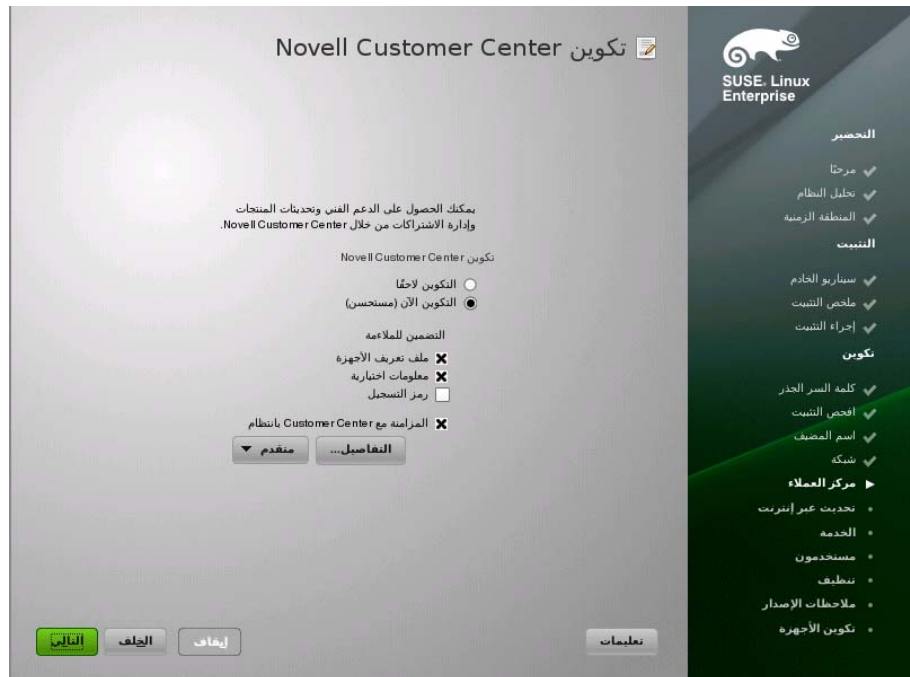 SUSE. Linux
Enterprise
التحضير
مرحبًا
تحليل النظام
المنطقة الزمنية
التثبيت
سيناريو الخادم
ملخص التثبيت
إجراء التثبيت
تكوين
كلمة السر الجذر
افحص التثبيت
اسم المضيف
شبكة
مركز العملاء
تحديث عبر إنترنت
الخدمة
مستخدمون
تنظيف
ملاحظات الإصدار
تكوين الأجهزة
تكوين Novell Customer Center
يمكنك الحصول على الدعم الفني وتحديثات المنتجات
وإدارة الاشتراكات من خلال Novell Customer Center.
تكوين Novell Customer Center
التكوين لاحقًا
التكوين الآن (مستحسن)
التضمين للملاءمة
ملف تعريف الأجهزة
معلومات اختيارية
رمز التسجيل
المزامنة مع Customer Center بانتظام
التفاصيل... متقدم
تعليمات إيقاف الخلف التالي